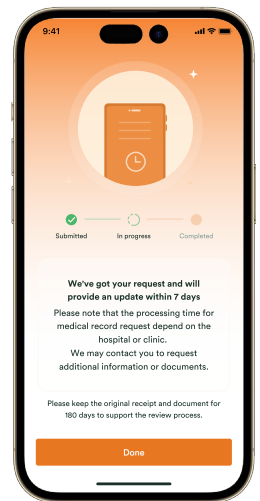 9:41
Submitted
In progress
Completed
We've got your request and will
provide an update within 7 days
Please note that the processing time for
medical record request depend on the
hospital or clinic.
We may contact you to request
additional information or documents.
Please keep the original receipt and document for
180 days to support the review process.
Done